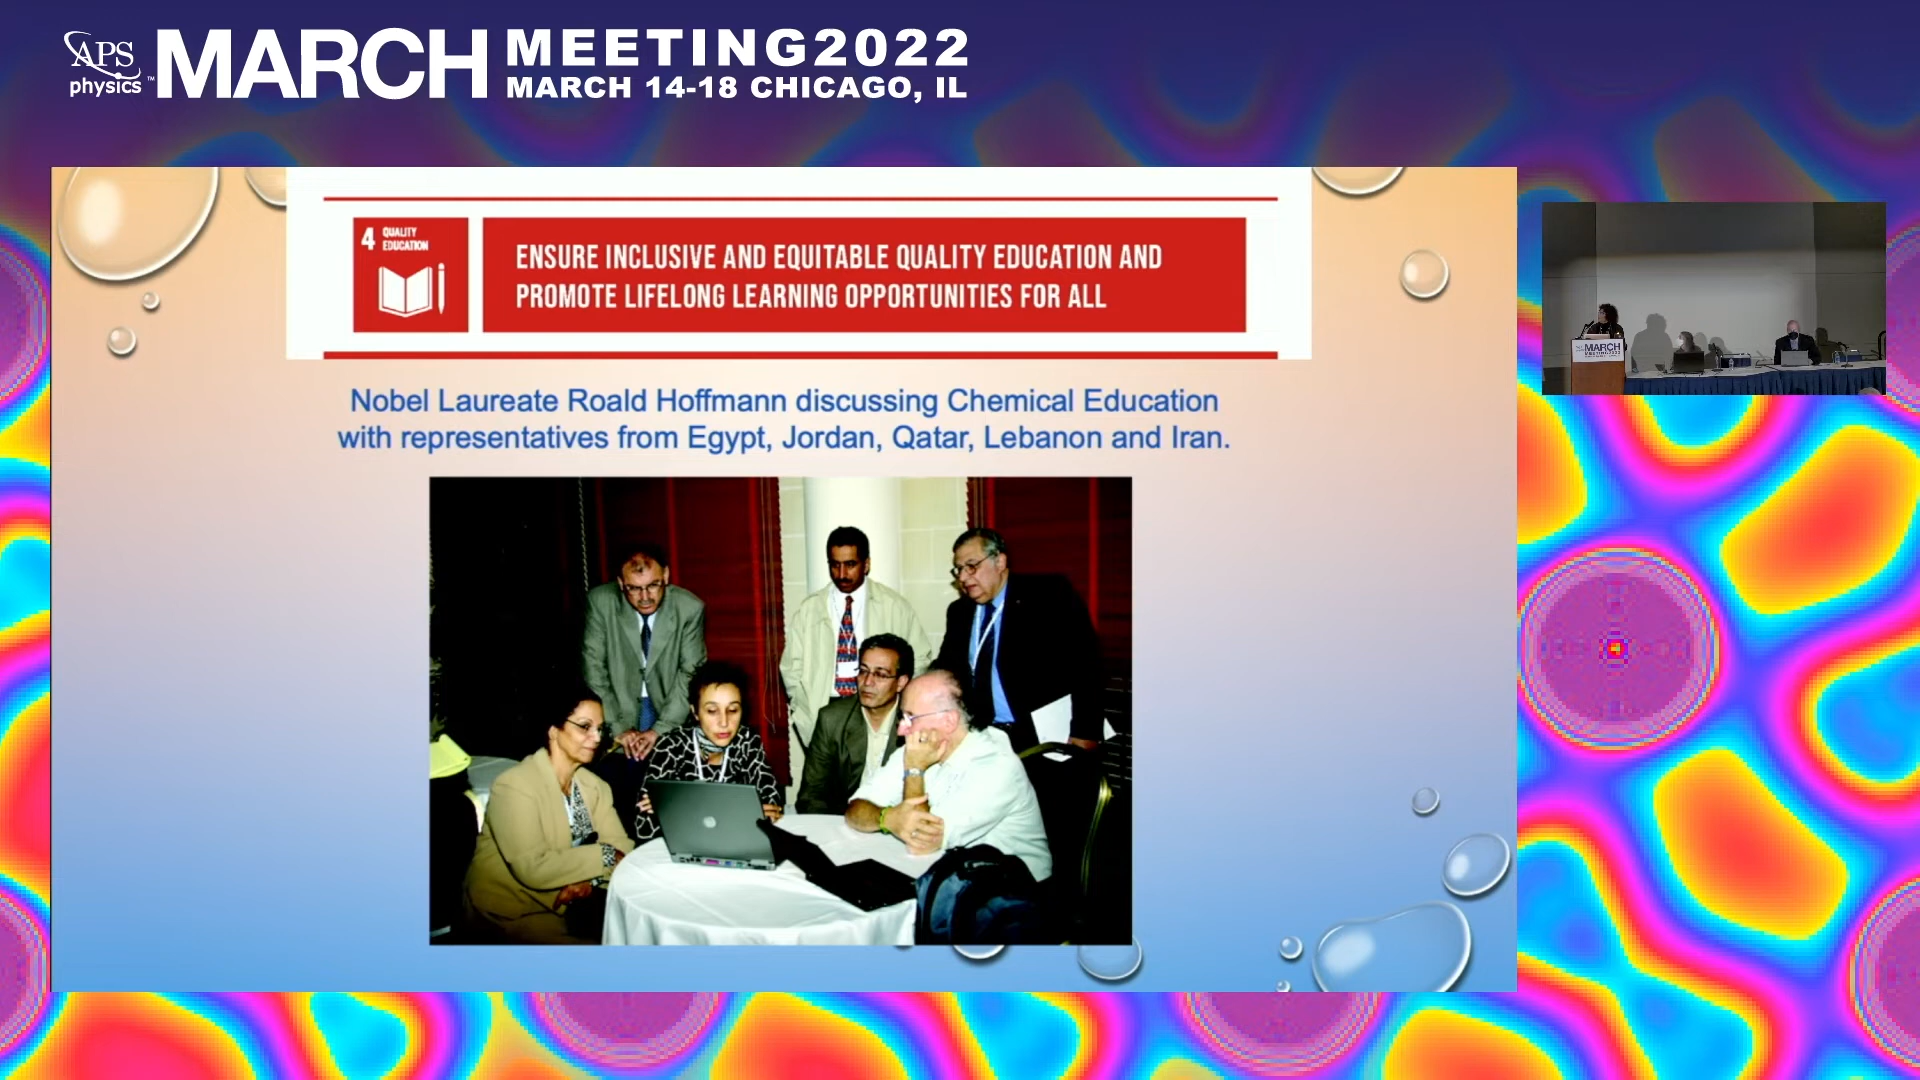 APS
physics™
MARCH
MEETING2022
MARCH 14-18 CHICAGO, IL
4 QUALITY
EDUCATION
ENSURE INCLUSIVE AND EQUITABLE QUALITY EDUCATION AND
PROMOTE LIFELONG LEARNING OPPORTUNITIES FOR ALL
Nobel Laureate Roald Hoffmann discussing Chemical Education
with representatives from Egypt, Jordan, Qatar, Lebanon and Iran.
MARCH